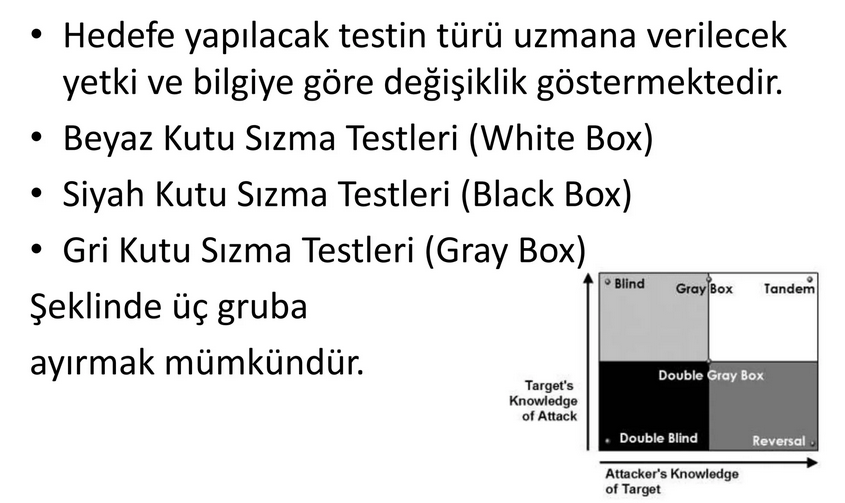 • Hedefe yapılacak testin türü uzmana verilecek
yetki ve bilgiye göre değişiklik göstermektedir.
• Beyaz Kutu Sızma Testleri (White Box)
• Siyah Kutu Sızma Testleri (Black Box)
• Gri Kutu Sızma Testleri (Gray Box)
Şeklinde üç gruba
ayırmak mümkündür.
Blind
Gray Box
Tandem
Double Gray Box
Double Blind
Reversal
Target's
Knowledge
of Attack
Attacker's Knowledge
of Target